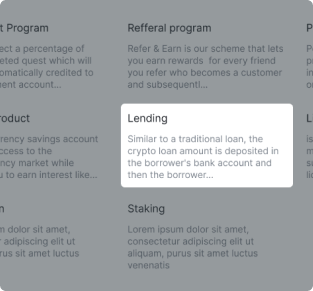 t Program
ect a percentage of
eted quest which will
omatically credited to
ent account...
Refferal program
Refer & Earn is our scheme that lets
you earn rewards for every friend
you refer who becomes a customer
and subsequentl...
P
roduct
rency savings account
ccess to the
ncy market while
u to earn interest like...
Lending
Similar to a traditional loan, the
crypto loan amount is deposited in
the borrower's bank account and
then the borrower...
L
n
m dolor sit amet,
r adipiscing elit ut
rus sit amet luctus
Staking
Lorem ipsum dolor sit amet,
consectetur adipiscing elit ut
aliquam, purus sit amet luctus
venenatis